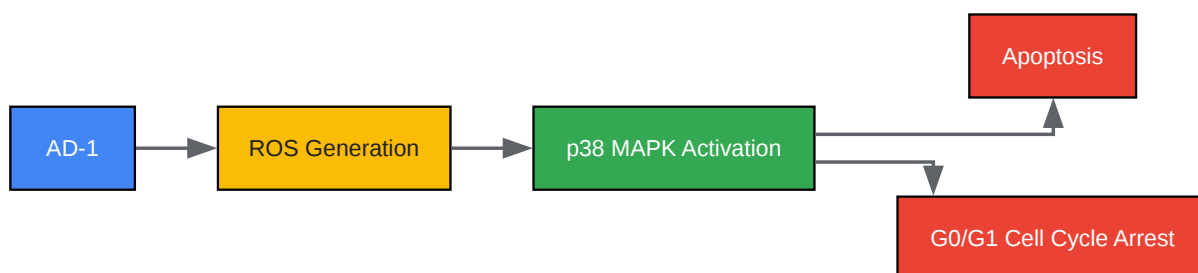 AD-1
ROS Generation
p38 MAPK Activation
Apoptosis
G0/G1 Cell Cycle Arrest